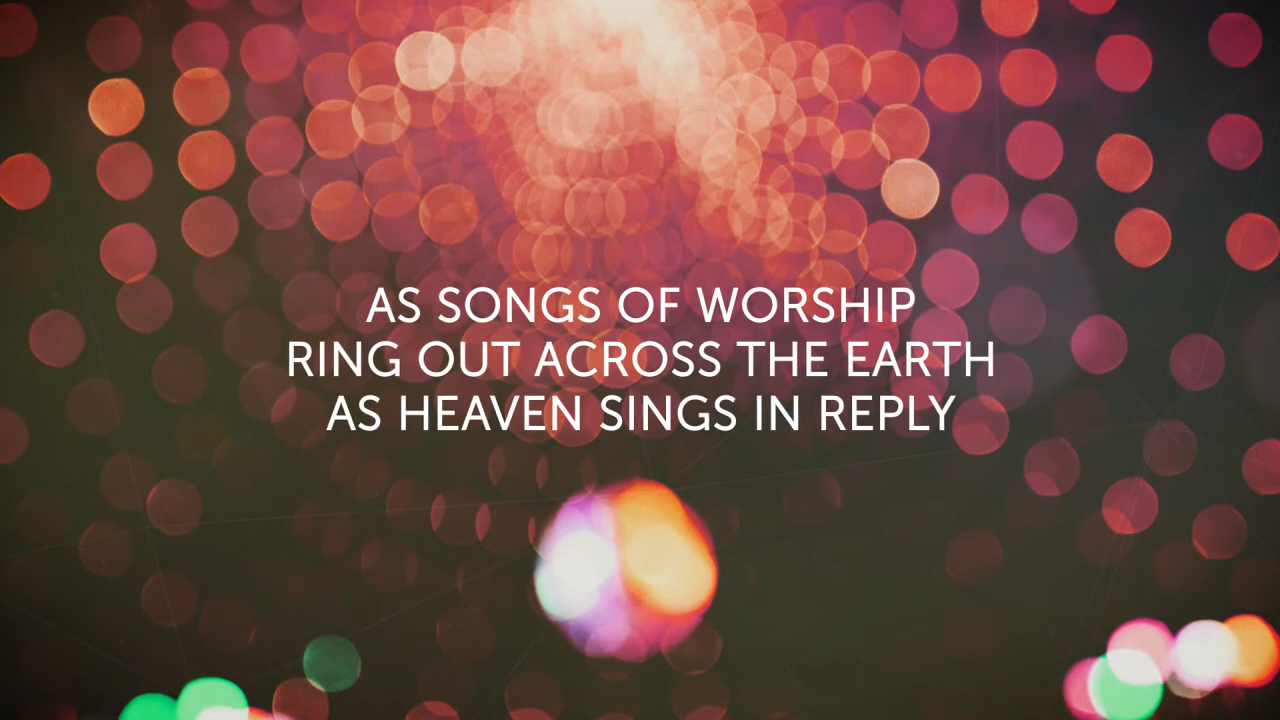 AS SONGS OF WORSHIP
RING OUT ACROSS THE EARTH
AS HEAVEN SINGS IN REPLY